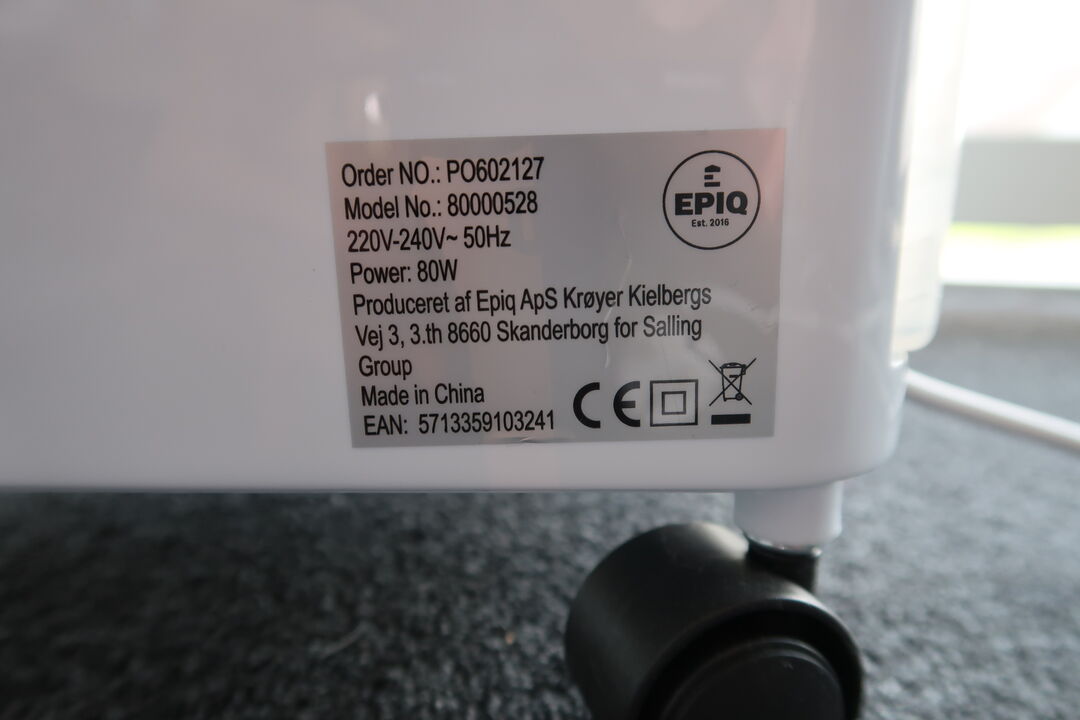 Order NO.: PO602127
Model No.: 80000528
220V-240V~ 50Hz
Power: 80W
Produceret af Epiq ApS Krøyer Kielbergs
Vej 3, 3.th 8660 Skanderborg for Salling
Group
Made in China
EAN: 5713359103241
EPIQ
Est. 2016
CE